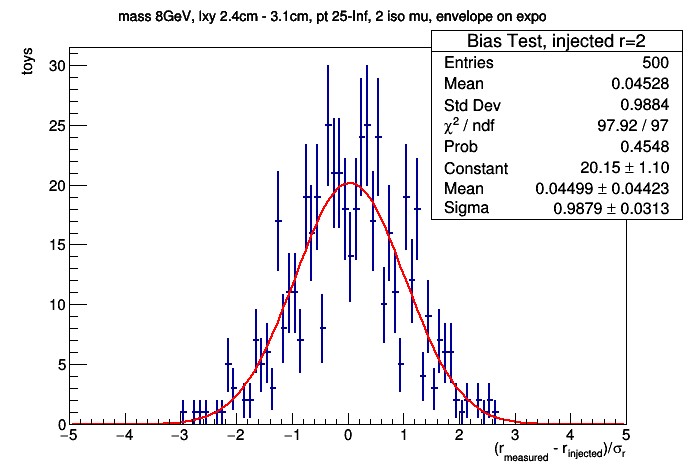 mass 8GeV, lxy 2.4cm - 3.1cm, pt 25-Inf, 2 iso mu, envelope on expo
Bias Test, injected r=2
Entries 500
Mean 0.04528
Std Dev 0.9884
χ² / ndf 97.92 / 97
Prob 0.4548
Constant 20.15 ± 1.10
Mean 0.04499 ± 0.04423
Sigma 0.9879 ± 0.0313
toys
30
25
20
15
10
5
0
−5 −4 −3 −2 −1 0 1 2 3 4 5
(r_measured - r_injected)/σ_r